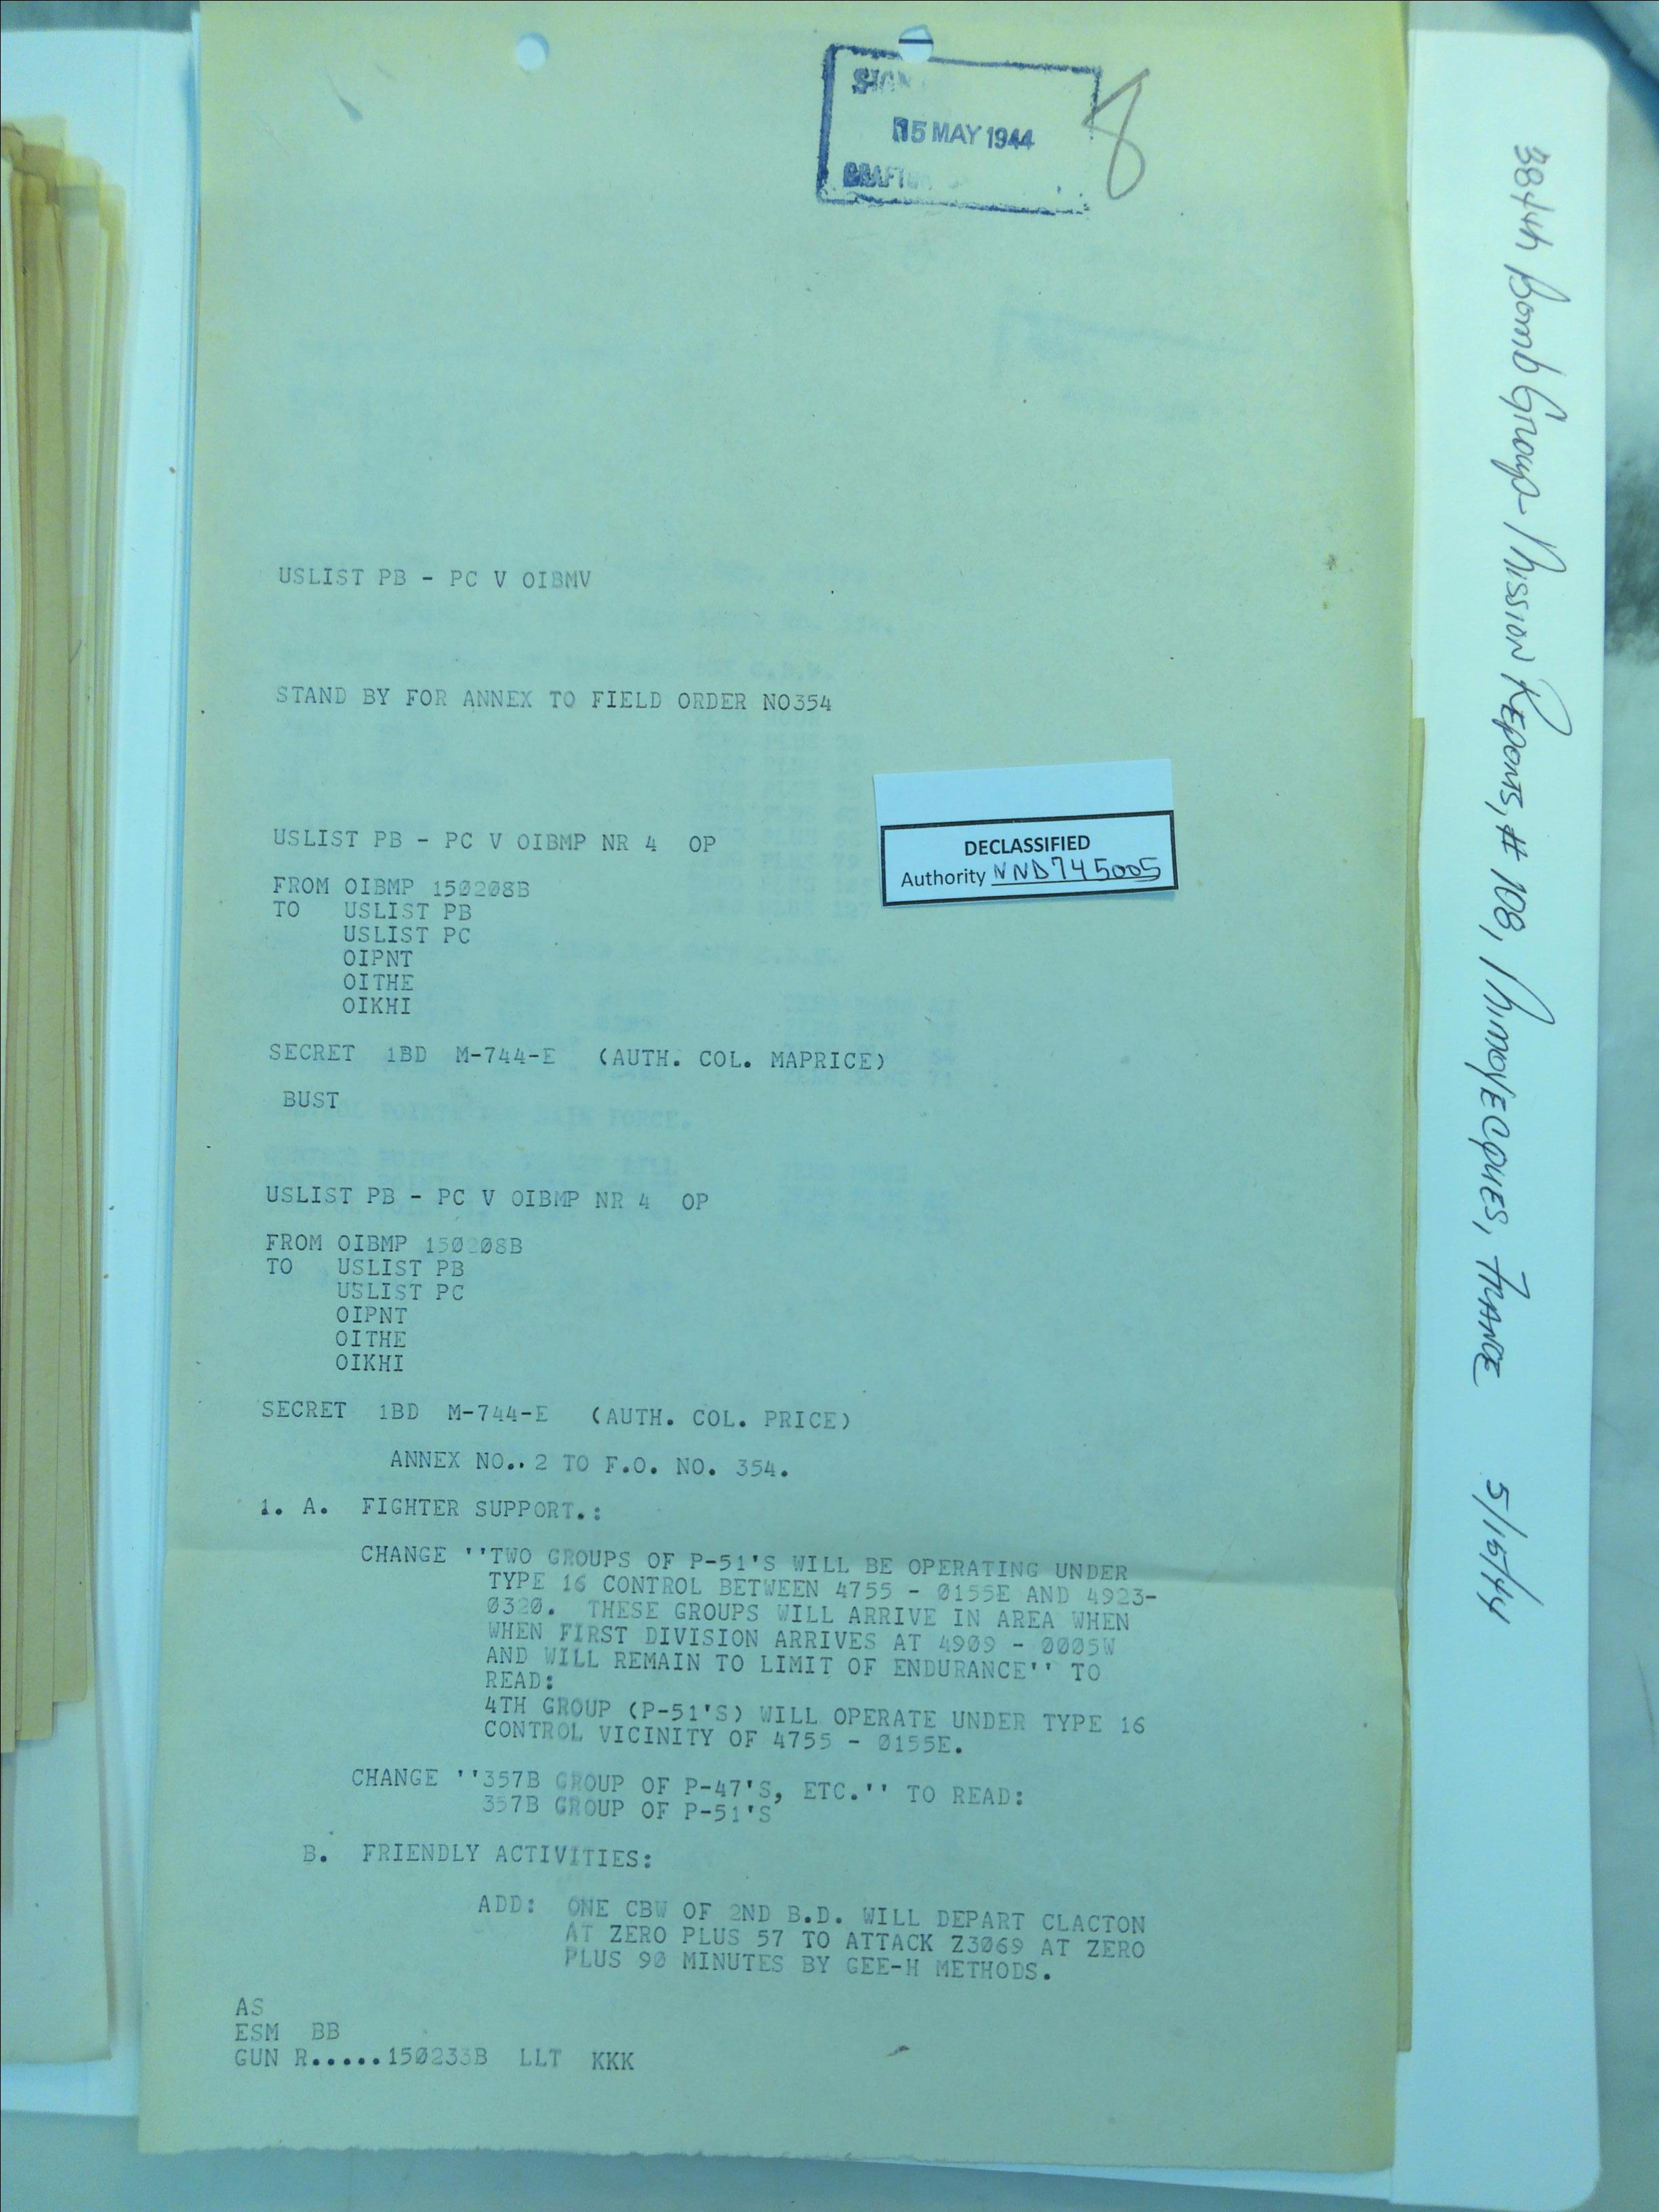 15 MAY 1944
8
USLIST PB - PC V OIBMV
STAND BY FOR ANNEX TO FIELD ORDER NO354
DECLASSIFIED
Authority NND745005
USLIST PB - PC V OIBMP NR 4  OP
FROM OIBMP 150208B
TO   USLIST PB
USLIST PC
OIPNT
OITHE
OIKHI
SECRET  1BD  M-744-E   (AUTH. COL. MAPRICE)
BUST
USLIST PB - PC V OIBMP NR 4  OP
FROM OIBMP 150208B
TO   USLIST PB
USLIST PC
OIPNT
OITHE
OIKHI
SECRET  1BD  M-744-E   (AUTH. COL. PRICE)
ANNEX NO.. 2 TO F.O. NO. 354.
1. A.  FIGHTER SUPPORT.:
CHANGE ''TWO GROUPS OF P-51'S WILL BE OPERATING UNDER
TYPE 16 CONTROL BETWEEN 4755 - 0155E AND 4923-
0320.  THESE GROUPS WILL ARRIVE IN AREA WHEN
WHEN FIRST DIVISION ARRIVES AT 4909 - 0005W
AND WILL REMAIN TO LIMIT OF ENDURANCE'' TO
READ:
4TH GROUP (P-51'S) WILL OPERATE UNDER TYPE 16
CONTROL VICINITY OF 4755 - 0155E.
CHANGE ''357B GROUP OF P-47'S, ETC.'' TO READ:
357B GROUP OF P-51'S
B.  FRIENDLY ACTIVITIES:
ADD:  ONE CBW OF 2ND B.D. WILL DEPART CLACTON
AT ZERO PLUS 57 TO ATTACK Z3069 AT ZERO
PLUS 90 MINUTES BY GEE-H METHODS.
AS
ESM  BB
GUN R.....150233B  LLT  KKK
384th Bomb Group - Mission Reports, # 108, Mimoyecques, France 5/15/44